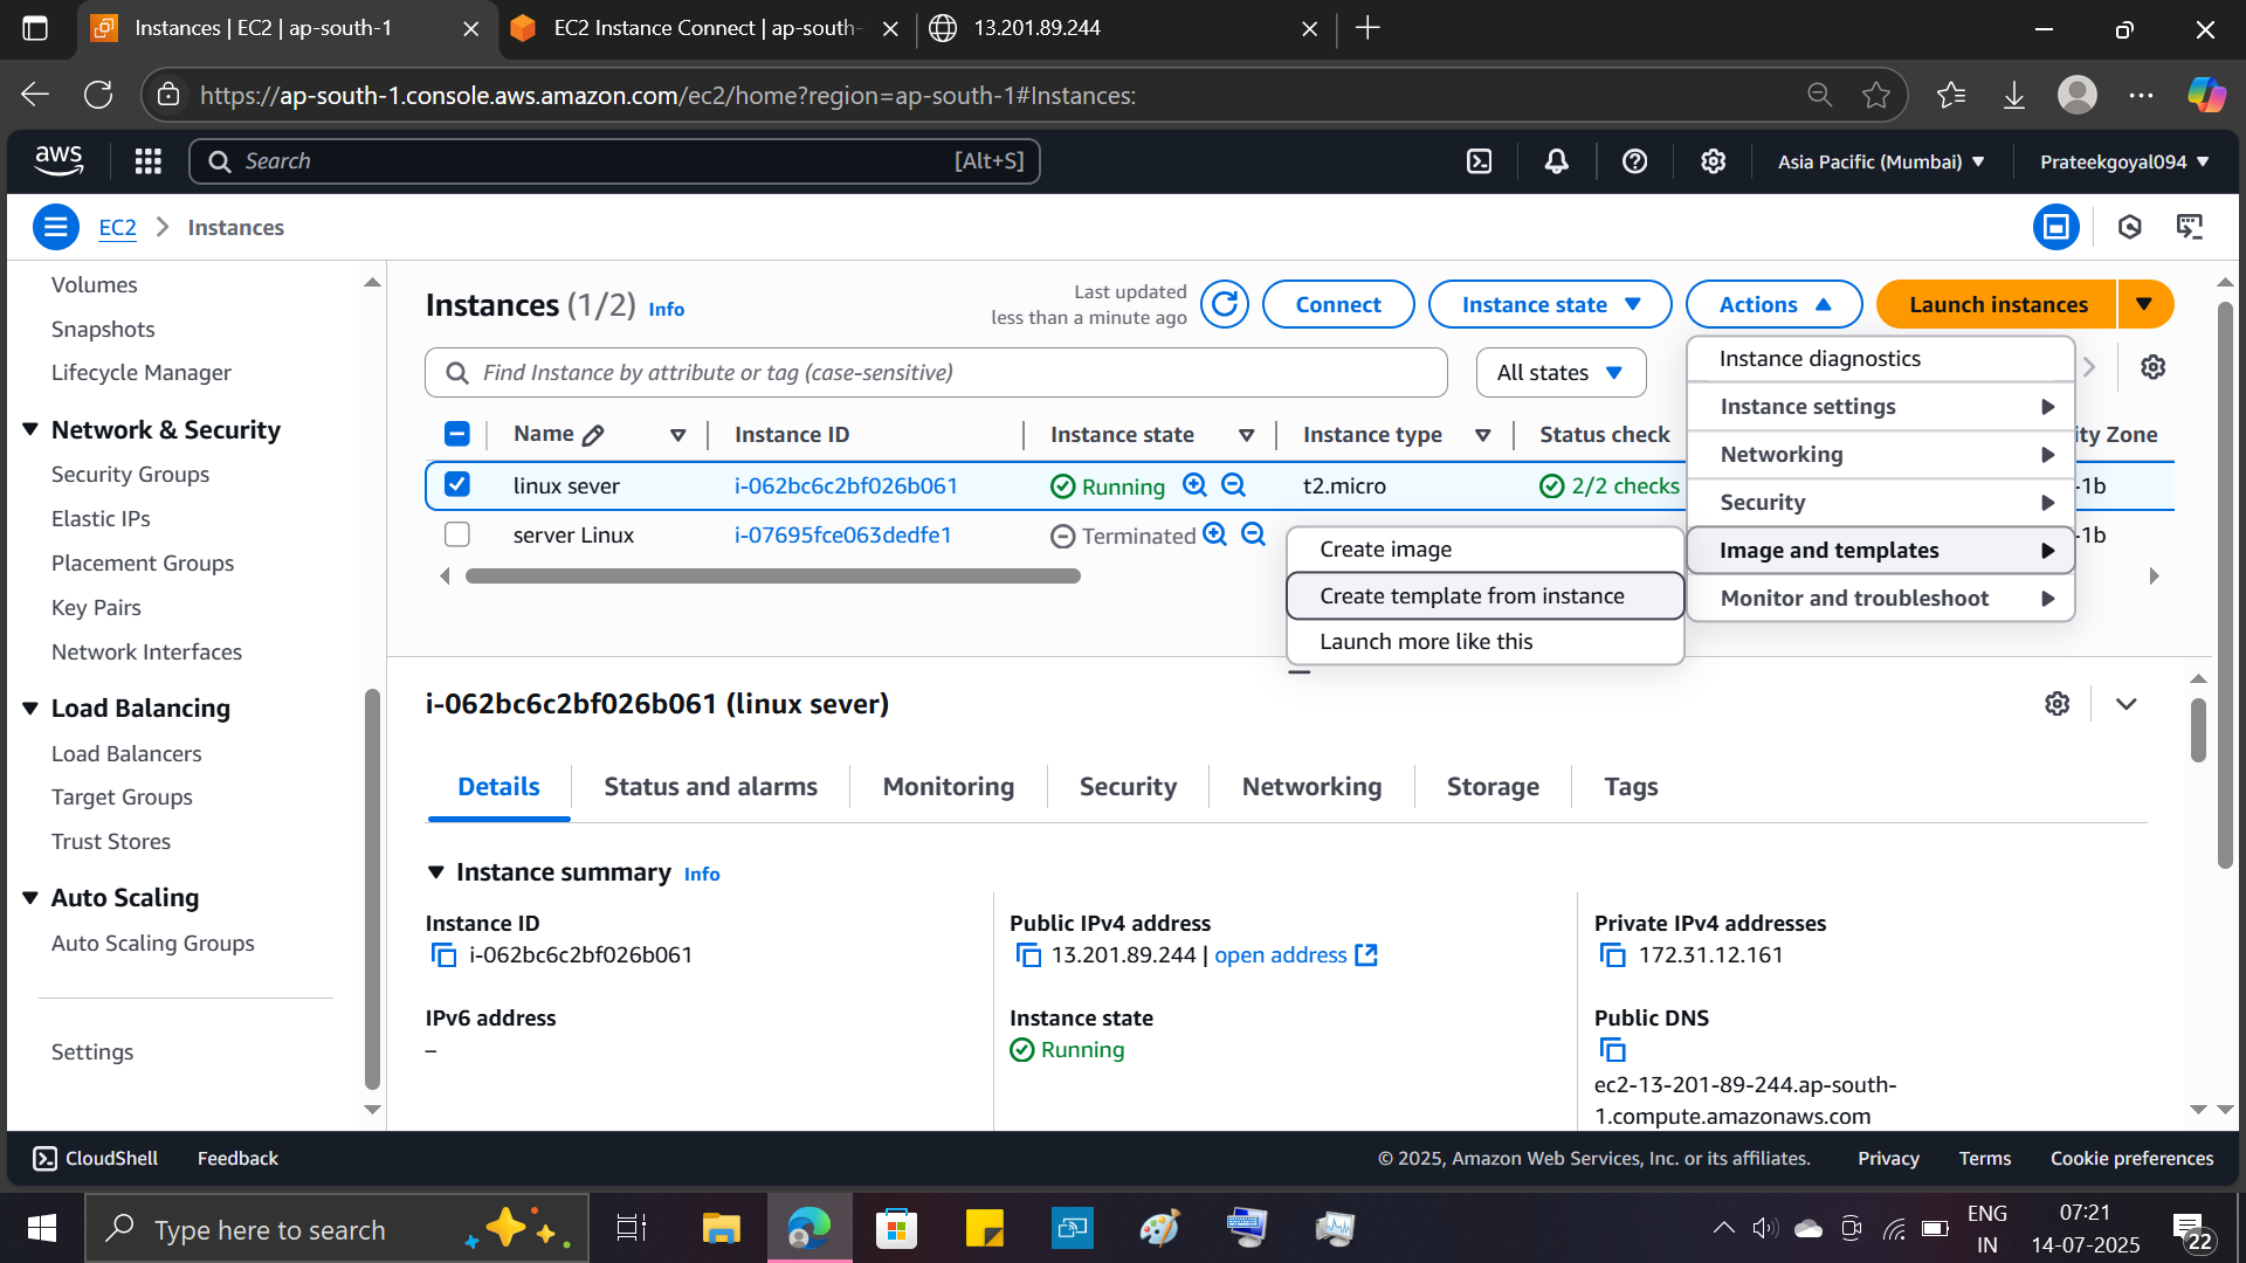 Instances | EC2 | ap-south-1
EC2 Instance Connect | ap-south-
13.201.89.244
https://ap-south-1.console.aws.amazon.com/ec2/home?region=ap-south-1#Instances:
aws
Search
[Alt+S]
Asia Pacific (Mumbai)
Prateekgoyal094
EC2
Instances
Volumes
Snapshots
Lifecycle Manager
Network & Security
Security Groups
Elastic IPs
Placement Groups
Key Pairs
Network Interfaces
Load Balancing
Load Balancers
Target Groups
Trust Stores
Auto Scaling
Auto Scaling Groups
Settings
Instances (1/2) Info
Last updated
less than a minute ago
Connect
Instance state
Actions
Launch instances
Find Instance by attribute or tag (case-sensitive)
All states
Instance diagnostics
Instance settings
Networking
Security
Image and templates
Monitor and troubleshoot
Create image
Create template from instance
Launch more like this
Name Instance ID Instance state Instance type Status check ity Zone
linux sever i-062bc6c2bf026b061 Running t2.micro 2/2 checks -1b
server Linux i-07695fce063dedfe1 Terminated -1b
i-062bc6c2bf026b061 (linux sever)
Details Status and alarms Monitoring Security Networking Storage Tags
Instance summary Info
Instance ID
i-062bc6c2bf026b061
Public IPv4 address
13.201.89.244 | open address
Private IPv4 addresses
172.31.12.161
IPv6 address
–
Instance state
Running
Public DNS
ec2-13-201-89-244.ap-south-
1.compute.amazonaws.com
CloudShell Feedback
© 2025, Amazon Web Services, Inc. or its affiliates. Privacy Terms Cookie preferences
Type here to search
ENG
IN
07:21
14-07-2025
22